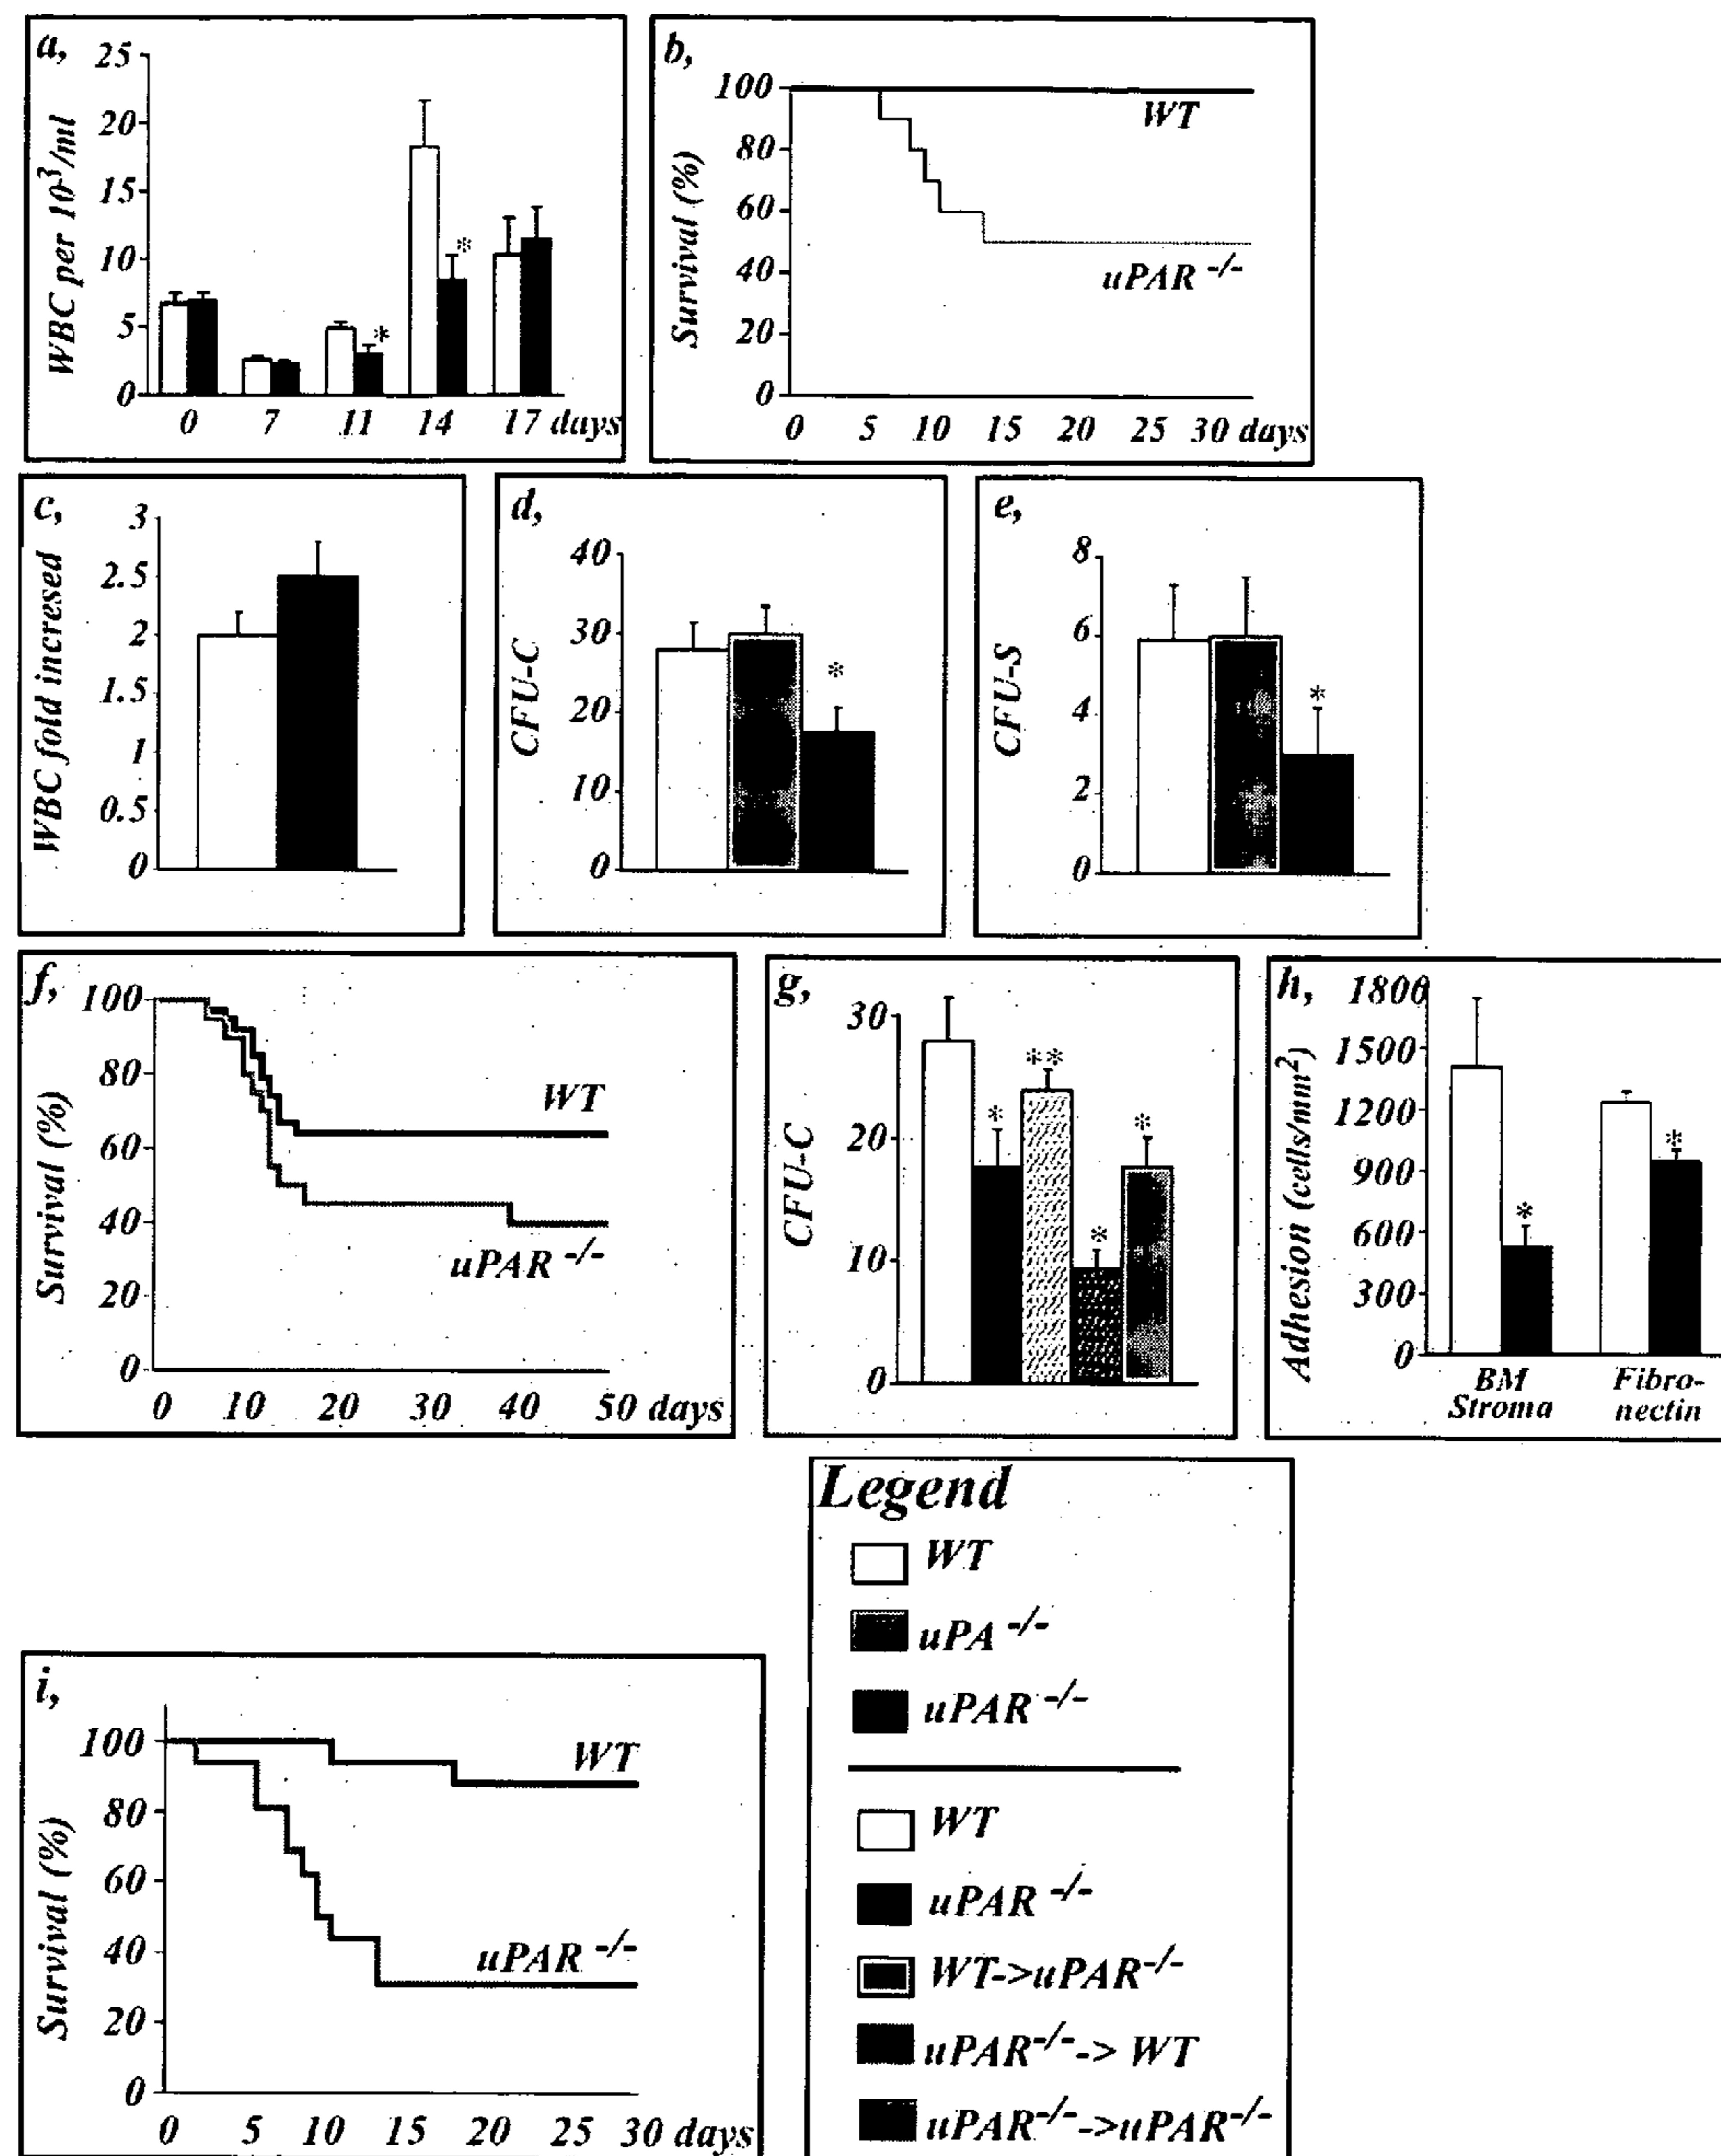 a,
WBC per 10³/ml
25
20
15
10
5
0
0 7 11 14 17 days
*
*
b,
Survival (%)
100
80
60
40
20
0
WT
uPAR -/-
0 5 10 15 20 25 30 days
c,
WBC fold incresed
3
2.5
2
1.5
1
0.5
0
d,
CFU-C
40
30
20
10
0
*
e,
CFU-S
8
6
4
2
0
*
f,
Survival (%)
100
80
60
40
20
0
WT
uPAR -/-
0 10 20 30 40 50 days
g,
CFU-C
30
20
10
0
*
**
*
*
h,
Adhesion (cells/mm²)
1800
1500
1200
900
600
300
0
*
*
BM Stroma
Fibro-nectin
i,
Survival (%)
100
80
60
40
20
0
WT
uPAR -/-
0 5 10 15 20 25 30 days
Legend
WT
uPA -/-
uPAR -/-
WT
uPAR -/-
WT->uPAR-/-
uPAR-/--> WT
uPAR-/-->uPAR-/-